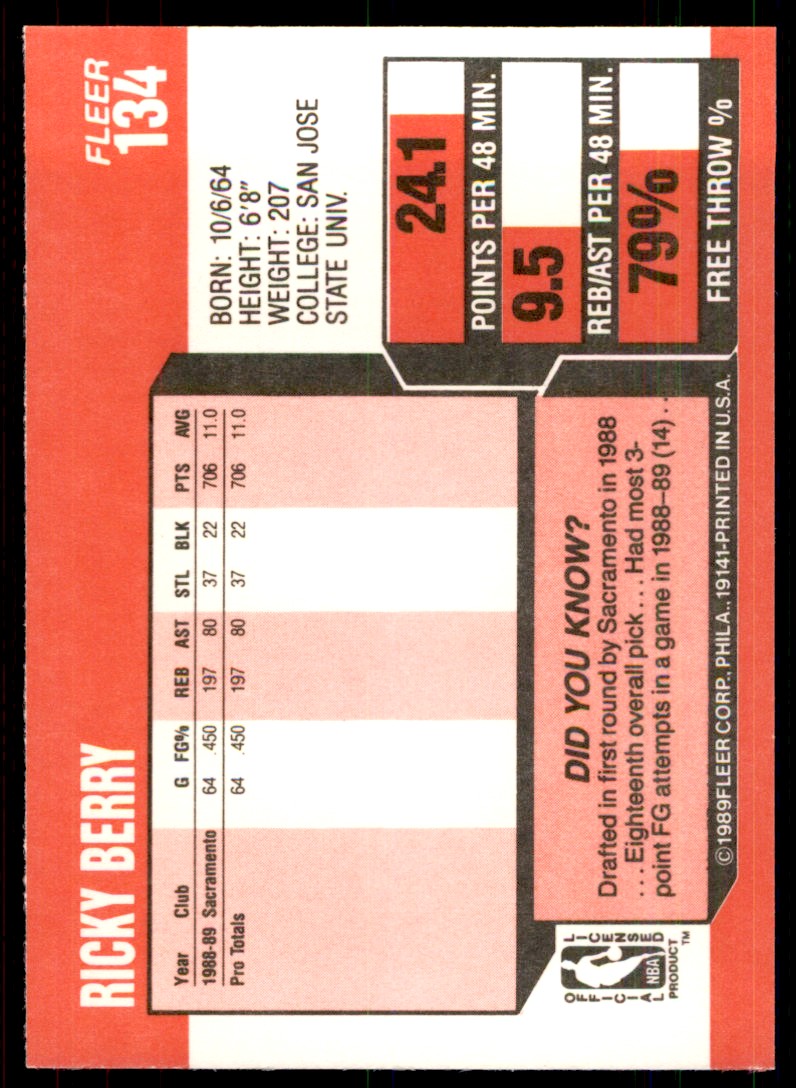 RICKY BERRY
FLEER
134
Year Club G FG% REB AST STL BLK PTS AVG
1988-89 Sacramento 64 .450 197 80 37 22 706 11.0
Pro Totals 64 .450 197 80 37 22 706 11.0
BORN: 10/6/64
HEIGHT: 6'8"
WEIGHT: 207
COLLEGE: SAN JOSE
STATE UNIV.
24.1
POINTS PER 48 MIN.
9.5
REB/AST PER 48 MIN.
79%
FREE THROW %
DID YOU KNOW?
Drafted in first round by Sacramento in 1988
... Eighteenth overall pick... Had most 3-
point FG attempts in a game in 1988–89 (14) ..
OFFICIAL
LICENSED
NBA
PRODUCT™
©1989 FLEER CORP., PHILA., 19141-PRINTED IN U.S.A.